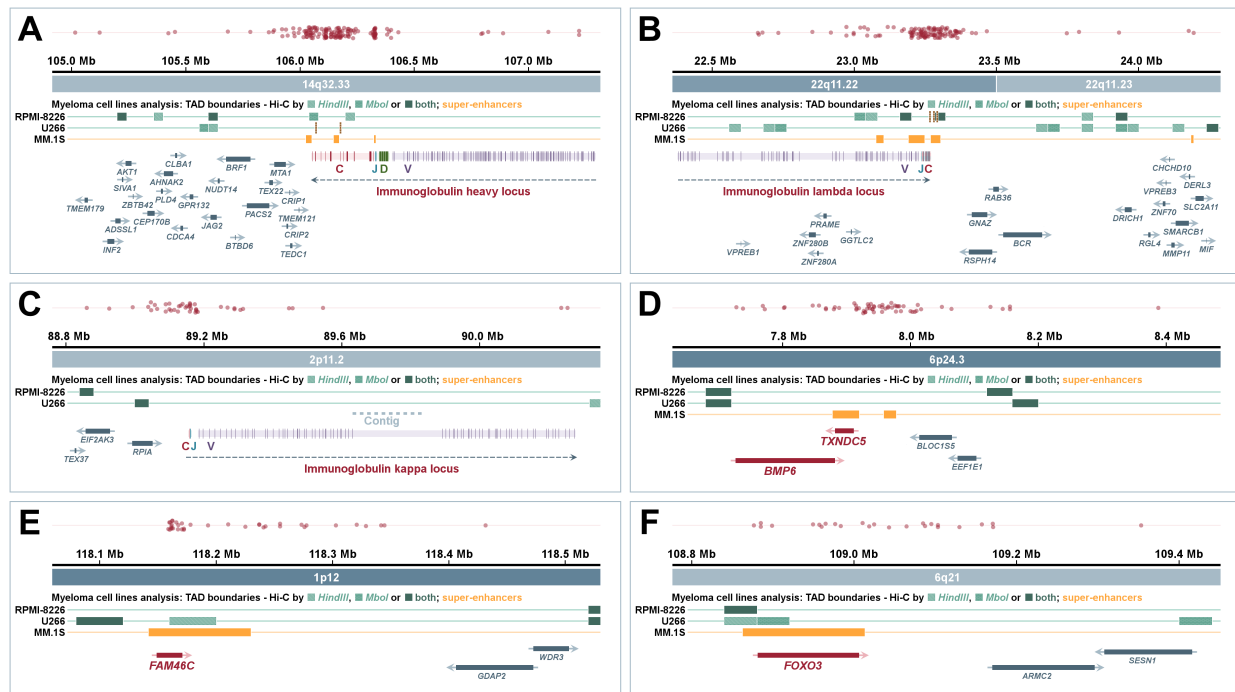 A
105.0 Mb 105.5 Mb 106.0 Mb 106.5 Mb 107.0 Mb
14q32.33
Myeloma cell lines analysis: TAD boundaries - Hi-C by HindIII, MboI or both; super-enhancers
RPMI-8226
U266
MM.1S
C J D V
Immunoglobulin heavy locus
CLBA1
BRF1
MTA1
AKT1
AHNAK2
SIVA1
NUDT14
TEX22
ZBTB42
PLD4
CRIP1
TMEM179
GPR132
PACS2
TMEM121
CEP170B
ADSSL1
JAG2
CDCA4
CRIP2
INF2
BTBD6
TEDC1
B
22.5 Mb 23.0 Mb 23.5 Mb 24.0 Mb
22q11.22 22q11.23
Myeloma cell lines analysis: TAD boundaries - Hi-C by HindIII, MboI or both; super-enhancers
RPMI-8226
U266
MM.1S
V J C
Immunoglobulin lambda locus
CHCHD10
DERL3
VPREB3
RAB36
SLC2A11
ZNF70
DRICH1
PRAME
GNAZ
SMARCB1
GGTLC2
ZNF280B
BCR
RGL4
MIF
VPREB1
ZNF280A
RSPH14
MMP11
C
88.8 Mb 89.2 Mb 89.6 Mb 90.0 Mb
2p11.2
Myeloma cell lines analysis: TAD boundaries - Hi-C by HindIII, MboI or both; super-enhancers
RPMI-8226
U266
Contig
EIF2AK3
RPIA
TEX37
C J V
Immunoglobulin kappa locus
D
7.8 Mb 8.0 Mb 8.2 Mb 8.4 Mb
6p24.3
Myeloma cell lines analysis: TAD boundaries - Hi-C by HindIII, MboI or both; super-enhancers
RPMI-8226
U266
MM.1S
TXNDC5
BLOC1S5
BMP6
EEF1E1
E
118.1 Mb 118.2 Mb 118.3 Mb 118.4 Mb 118.5 Mb
1p12
Myeloma cell lines analysis: TAD boundaries - Hi-C by HindIII, MboI or both; super-enhancers
RPMI-8226
U266
MM.1S
FAM46C
WDR3
GDAP2
F
108.8 Mb 109.0 Mb 109.2 Mb 109.4 Mb
6q21
Myeloma cell lines analysis: TAD boundaries - Hi-C by HindIII, MboI or both; super-enhancers
RPMI-8226
U266
MM.1S
FOXO3
SESN1
ARMC2